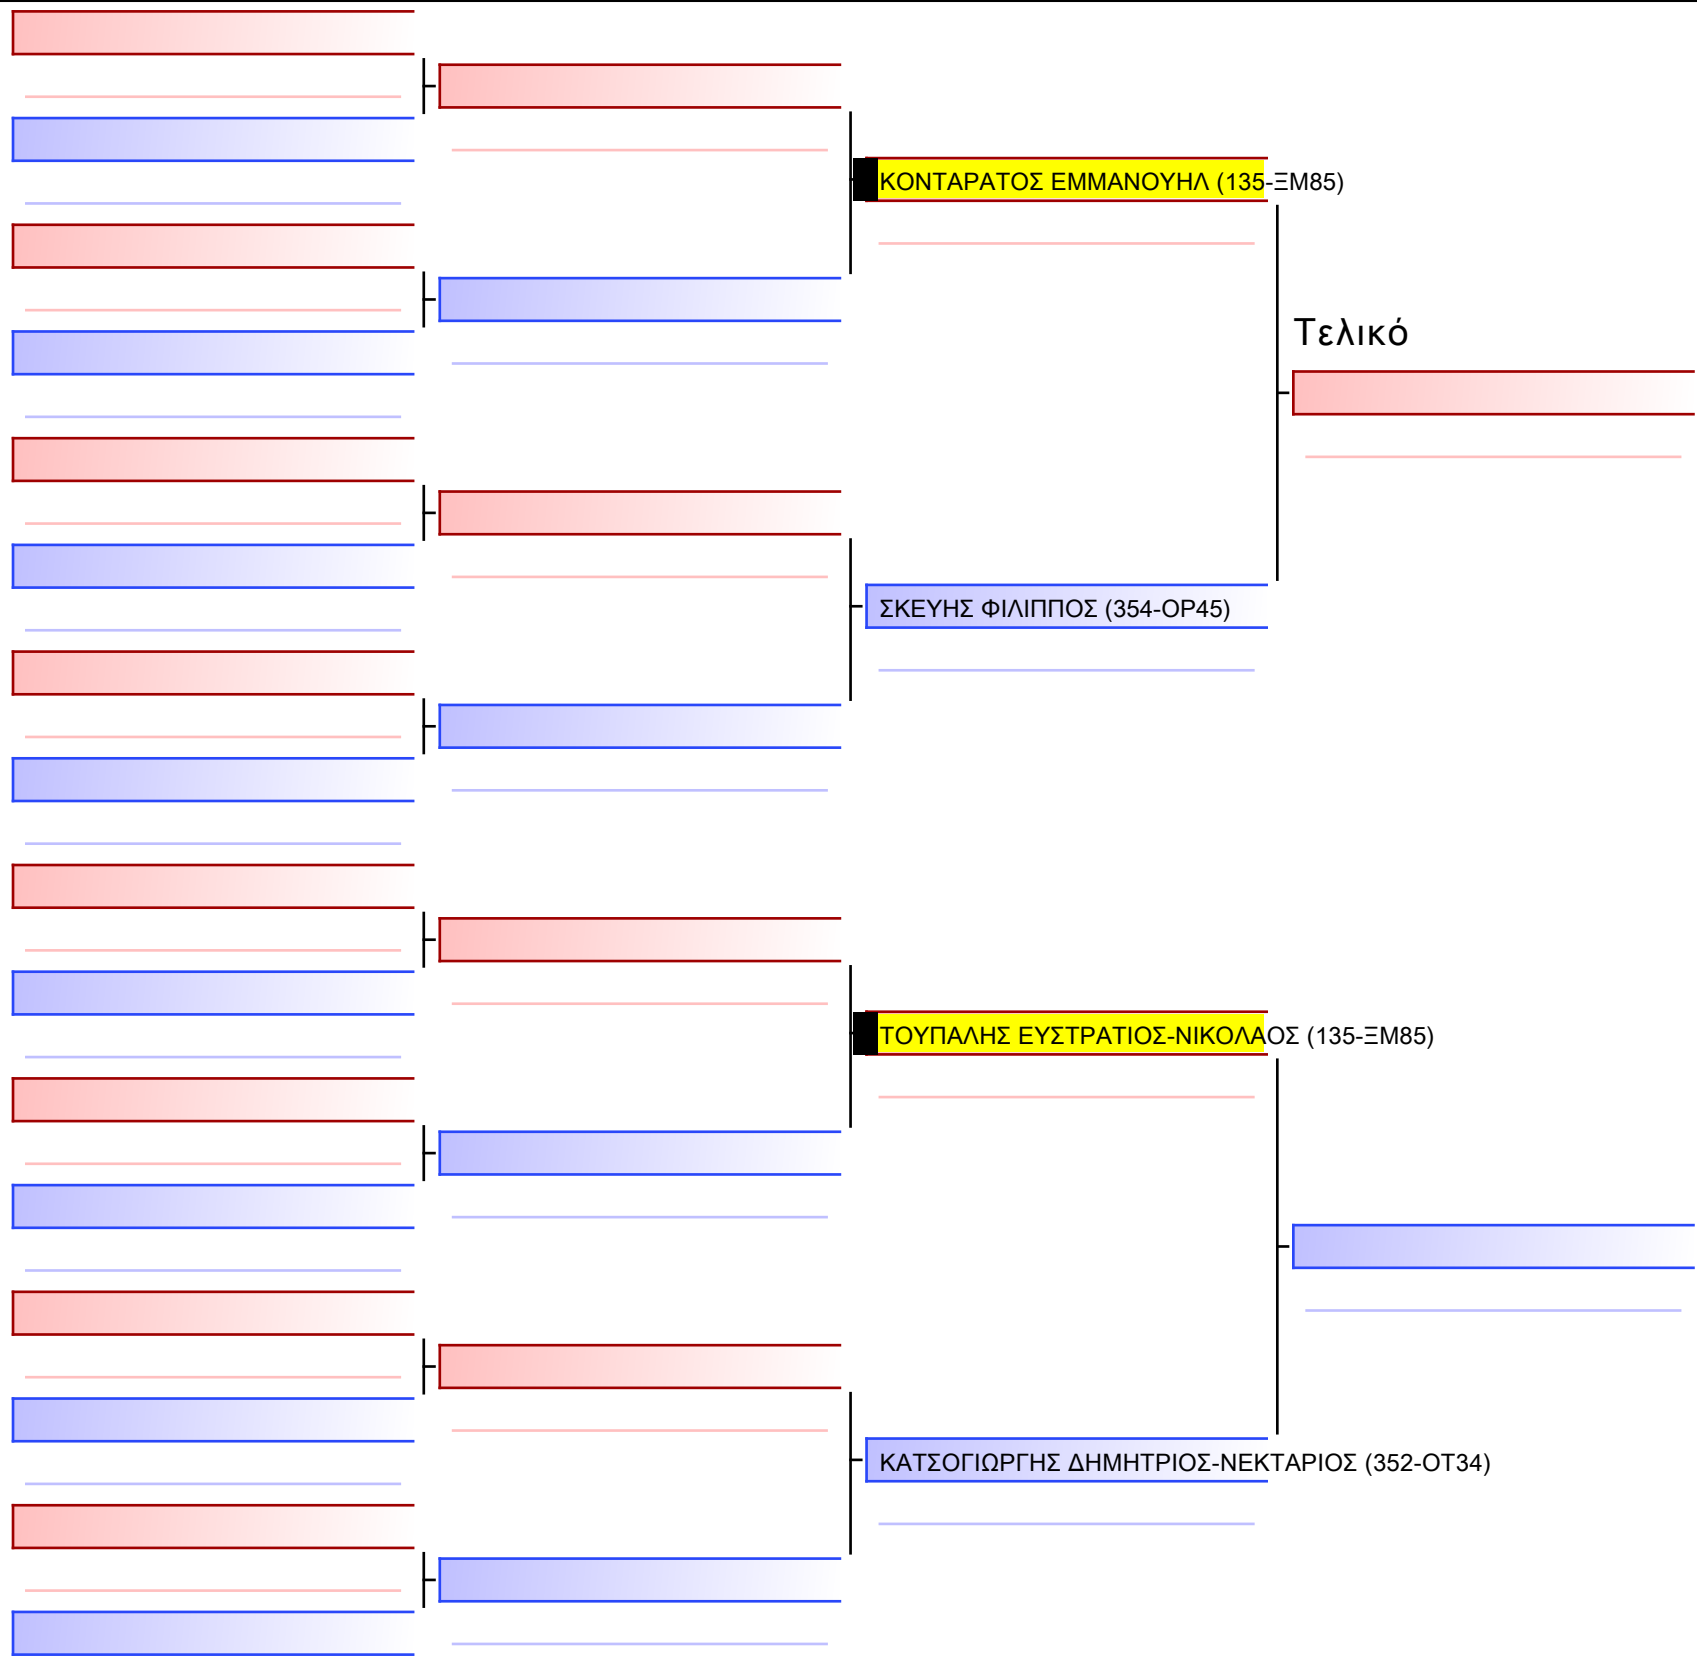 ΚΟΝΤΑΡΑΤΟΣ ΕΜΜΑΝΟΥΗΛ (135-ΞΜ85)
Τελικό
ΣΚΕΥΗΣ ΦΙΛΙΠΠΟΣ (354-ΟΡ45)
ΤΟΥΠΑΛΗΣ ΕΥΣΤΡΑΤΙΟΣ-ΝΙΚΟΛΑΟΣ (135-ΞΜ85)
ΚΑΤΣΟΓΙΩΡΓΗΣ ΔΗΜΗΤΡΙΟΣ-ΝΕΚΤΑΡΙΟΣ (352-ΟΤ34)